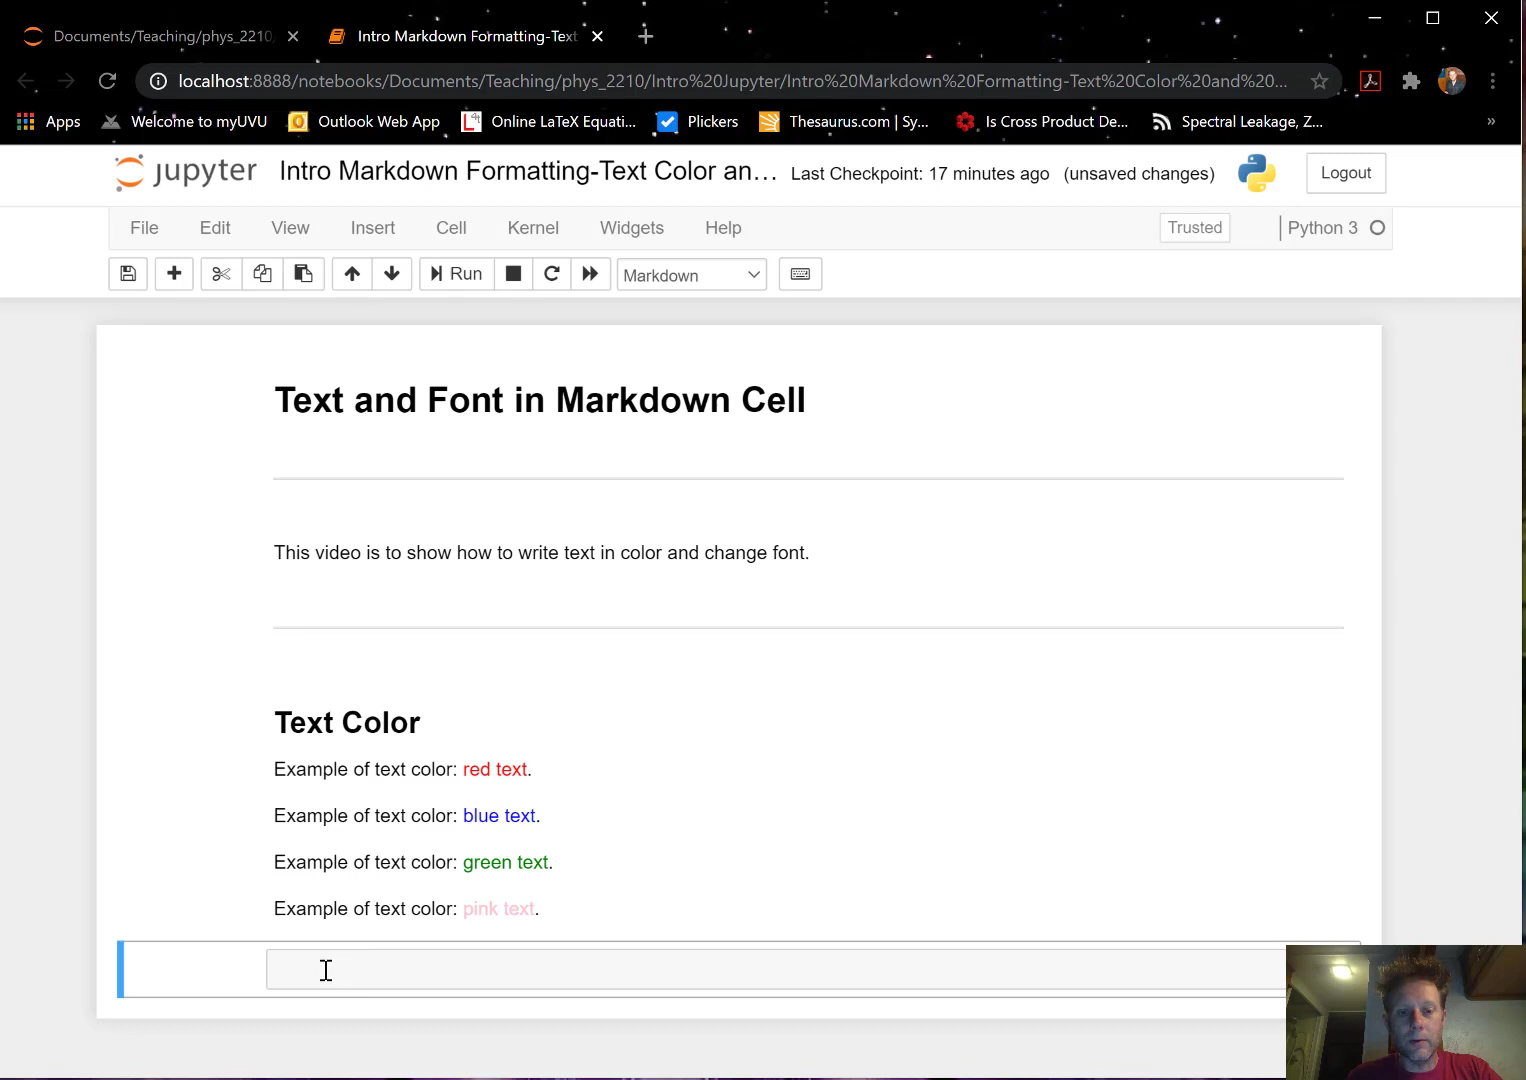 Documents/Teaching/phys_2210
Intro Markdown Formatting-Text
localhost:8888/notebooks/Documents/Teaching/phys_2210/Intro%20Jupyter/Intro%20Markdown%20Formatting-Text%20Color%20and%20...
Apps Welcome to myUVU Outlook Web App Online LaTeX Equati... Plickers Thesaurus.com | Sy... Is Cross Product De... Spectral Leakage, Z... »
jupyter Intro Markdown Formatting-Text Color an... Last Checkpoint: 17 minutes ago (unsaved changes) Logout
File Edit View Insert Cell Kernel Widgets Help Trusted Python 3
Run Markdown
Text and Font in Markdown Cell
This video is to show how to write text in color and change font.
Text Color
Example of text color: red text.
Example of text color: blue text.
Example of text color: green text.
Example of text color: pink text.